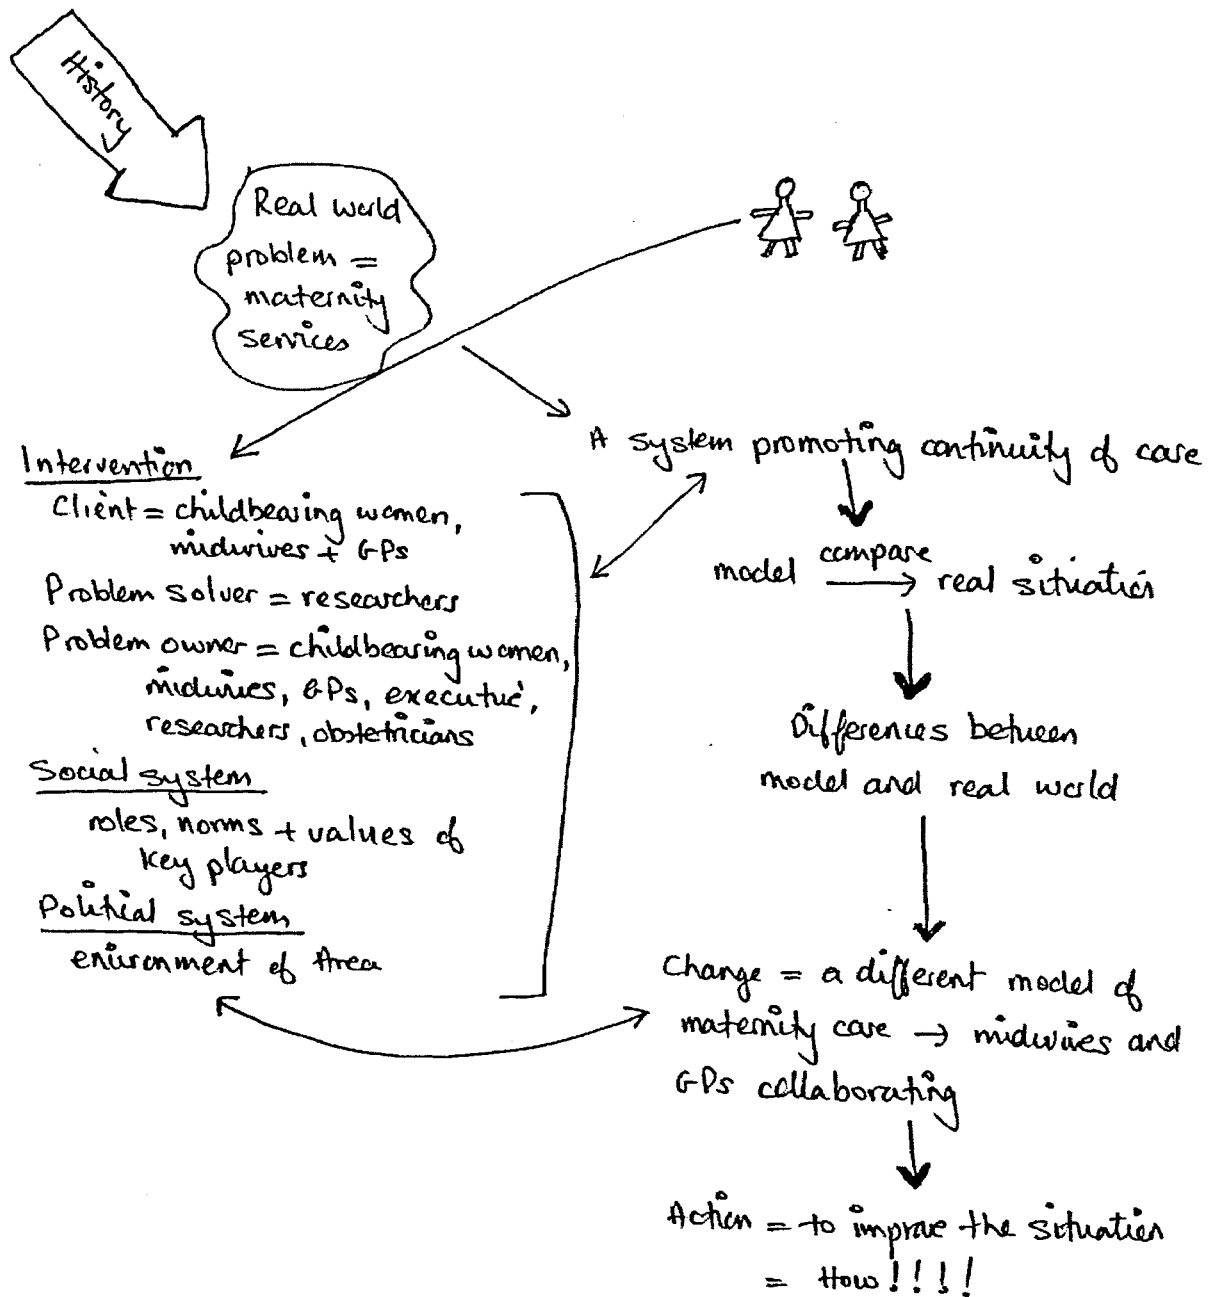 History
Real world
problem =
maternity
services
Intervention
Client = childbearing women,
midwives + GPs
Problem solver = researchers
Problem owner = childbearing women,
midwives, GPs, executive,
researchers, obstetricians
Social system
roles, norms + values of
key players
Political system
environment of Area
A system promoting continuity of care
model compare → real situation
Differences between
model and real world
Change = a different model of
maternity care → midwives and
GPs collaborating
Action = to improve the situation
= How!!!!